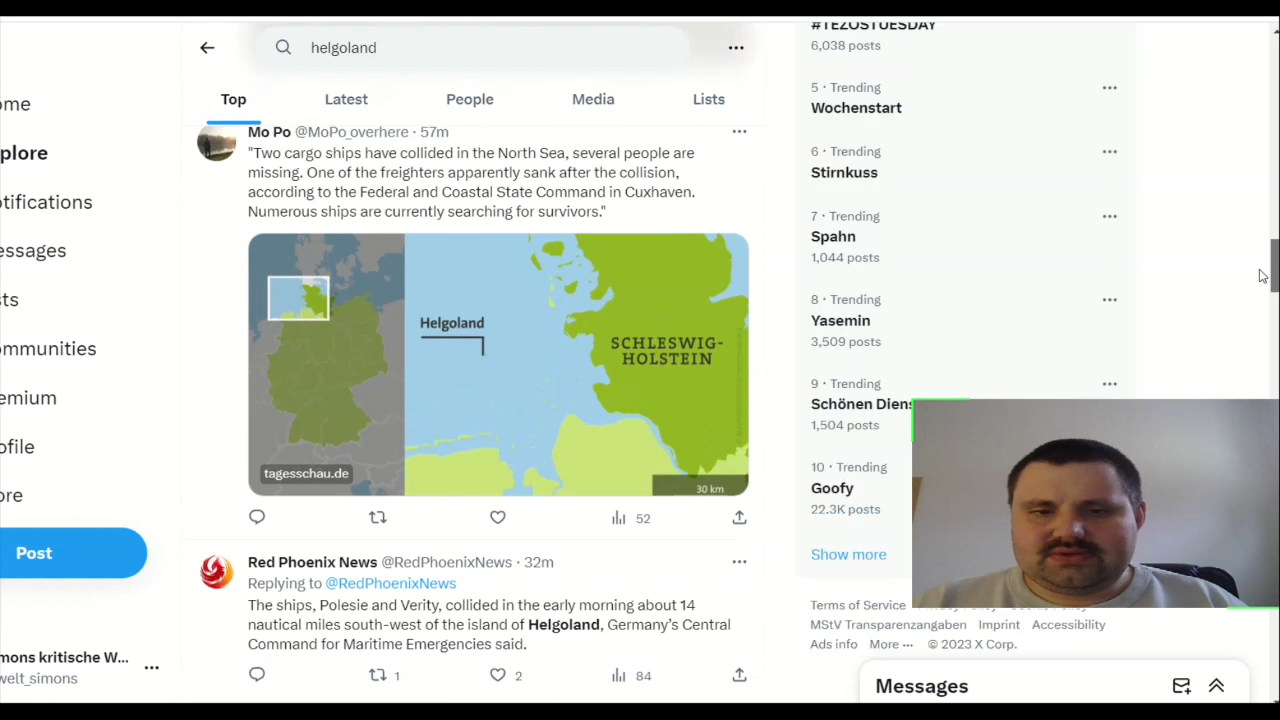 helgoland
Top
Latest
People
Media
Lists
ome
plore
otifications
essages
sts
ommunities
emium
ofile
ore
Post
mons kritische W...
welt_simons
Mo Po @MoPo_overhere · 57m
"Two cargo ships have collided in the North Sea, several people are
missing. One of the freighters apparently sank after the collision,
according to the Federal and Coastal State Command in Cuxhaven.
Numerous ships are currently searching for survivors."
Helgoland
SCHLESWIG-
HOLSTEIN
tagesschau.de
30 km
52
Red Phoenix News @RedPhoenixNews · 32m
Replying to @RedPhoenixNews
The ships, Polesie and Verity, collided in the early morning about 14
nautical miles south-west of the island of Helgoland, Germany's Central
Command for Maritime Emergencies said.
1
2
84
#TEZOSTUESDAY
6,038 posts
5 · Trending
Wochenstart
6 · Trending
Stirnkuss
7 · Trending
Spahn
1,044 posts
8 · Trending
Yasemin
3,509 posts
9 · Trending
Schönen Diens
1,504 posts
10 · Trending
Goofy
22.3K posts
Show more
Terms of Service
MStV Transparenzangaben Imprint Accessibility
Ads info More ··· © 2023 X Corp.
Messages